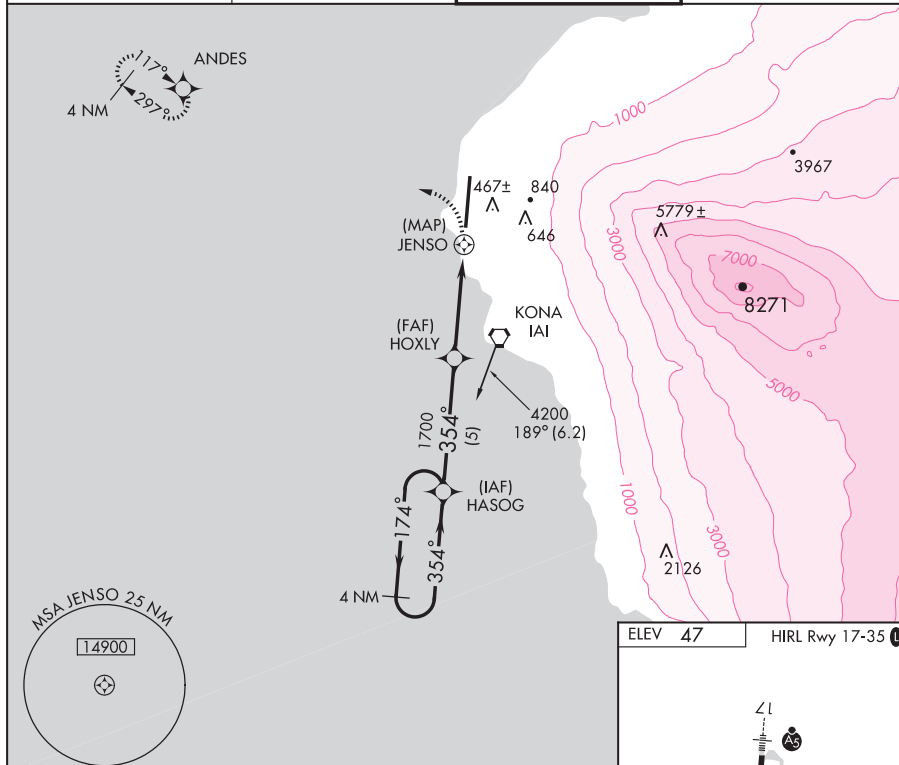 ANDES
117°
297°
4 NM
1000
3967
467±
840
646
5779±
3000
(MAP)
JENSO
7000
8271
KONA
IAI
(FAF)
HOXLY
5000
4200
189° (6.2)
1700
354°
(5)
(IAF)
HASOG
174°
354°
1000
3000
2126
4 NM
MSA JENSO 25 NM
14900
ELEV 47
HIRL Rwy 17-35 L
17
A5